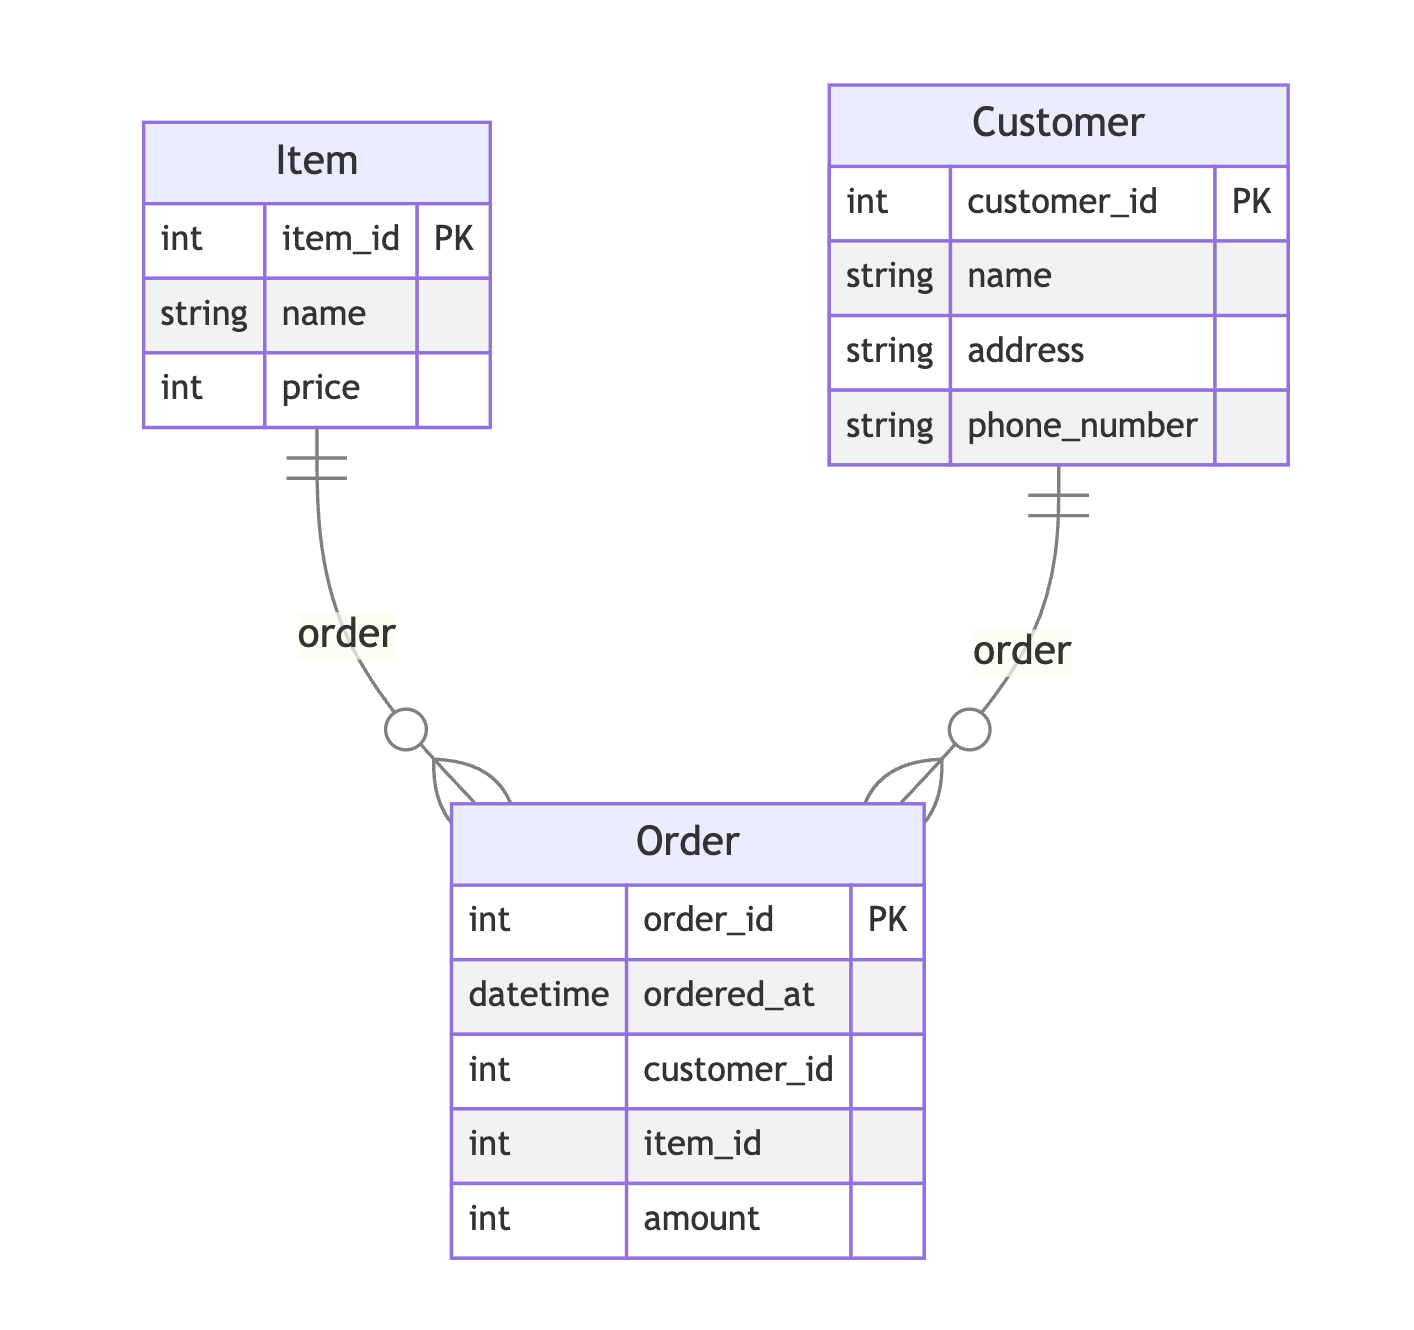 Item
int item_id PK
string name
int price
Customer
int customer_id PK
string name
string address
string phone_number
order
order
Order
int order_id PK
datetime ordered_at
int customer_id
int item_id
int amount